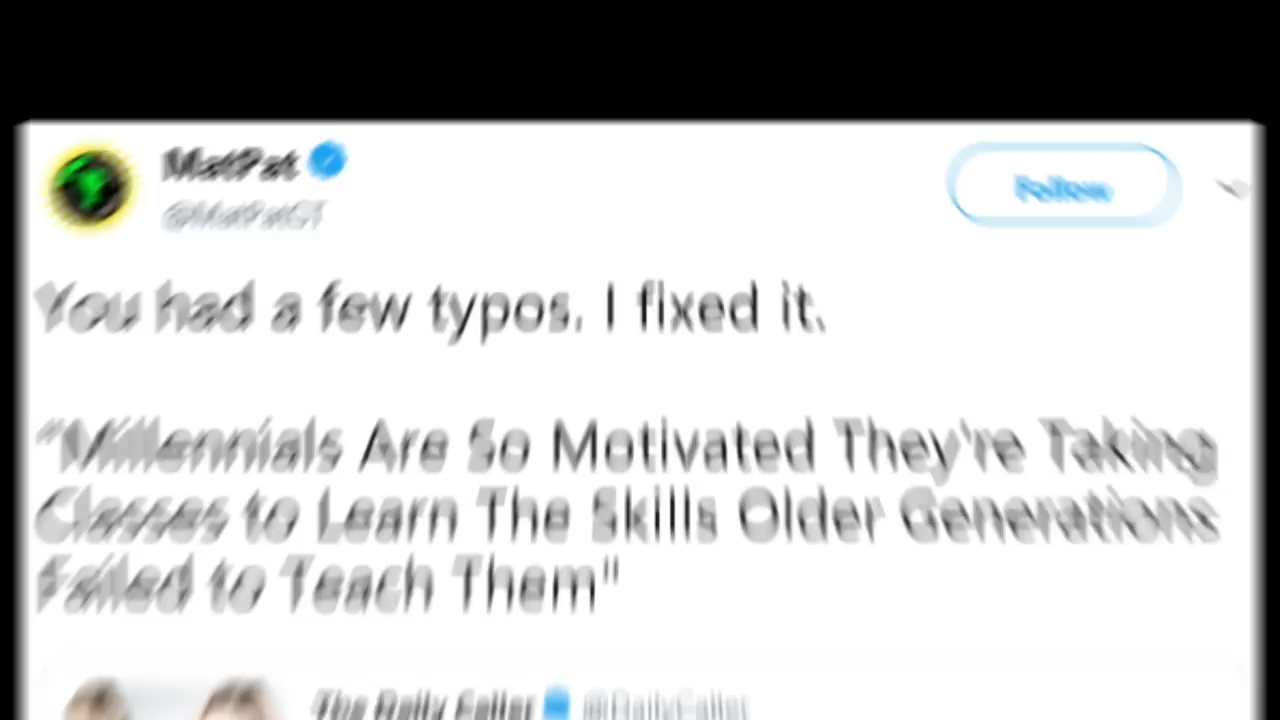 MatPat
@MatPatGT
Follow
You had a few typos. I fixed it.
"Millennials Are So Motivated They're Taking
Classes to Learn The Skills Older Generations
Failed to Teach Them"
The Daily Caller @DailyCaller